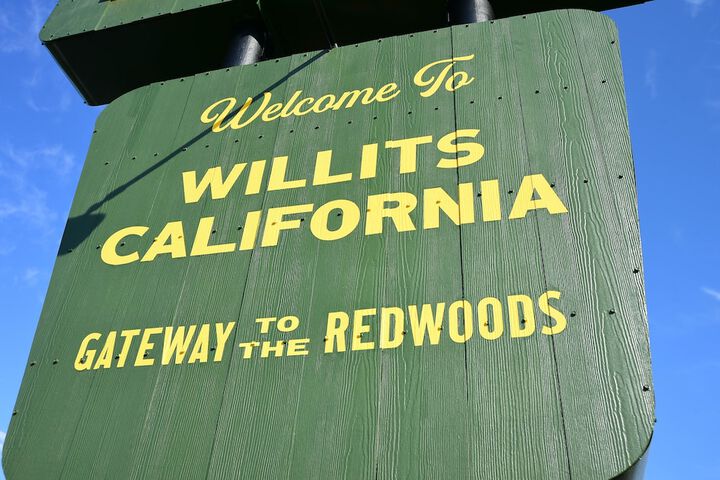 Welcome To
WILLITS
CALIFORNIA
GATEWAY TO THE REDWOODS